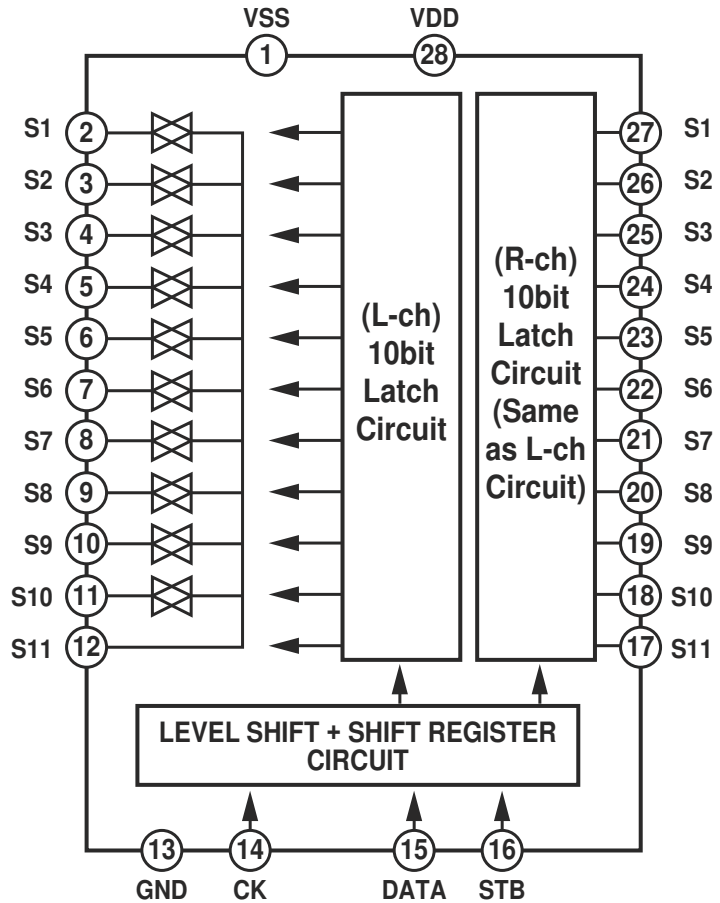 VSS VDD
1 28
S1 2 27 S1
S2 3 26 S2
S3 4 25 S3
S4 5 24 S4
S5 6 23 S5
S6 7 22 S6
S7 8 21 S7
S8 9 20 S8
S9 10 19 S9
S10 11 18 S10
S11 12 17 S11
(L-ch)
10bit
Latch
Circuit
(R-ch)
10bit
Latch
Circuit
(Same
as L-ch
Circuit)
LEVEL SHIFT + SHIFT REGISTER
CIRCUIT
13 14 15 16
GND CK DATA STB